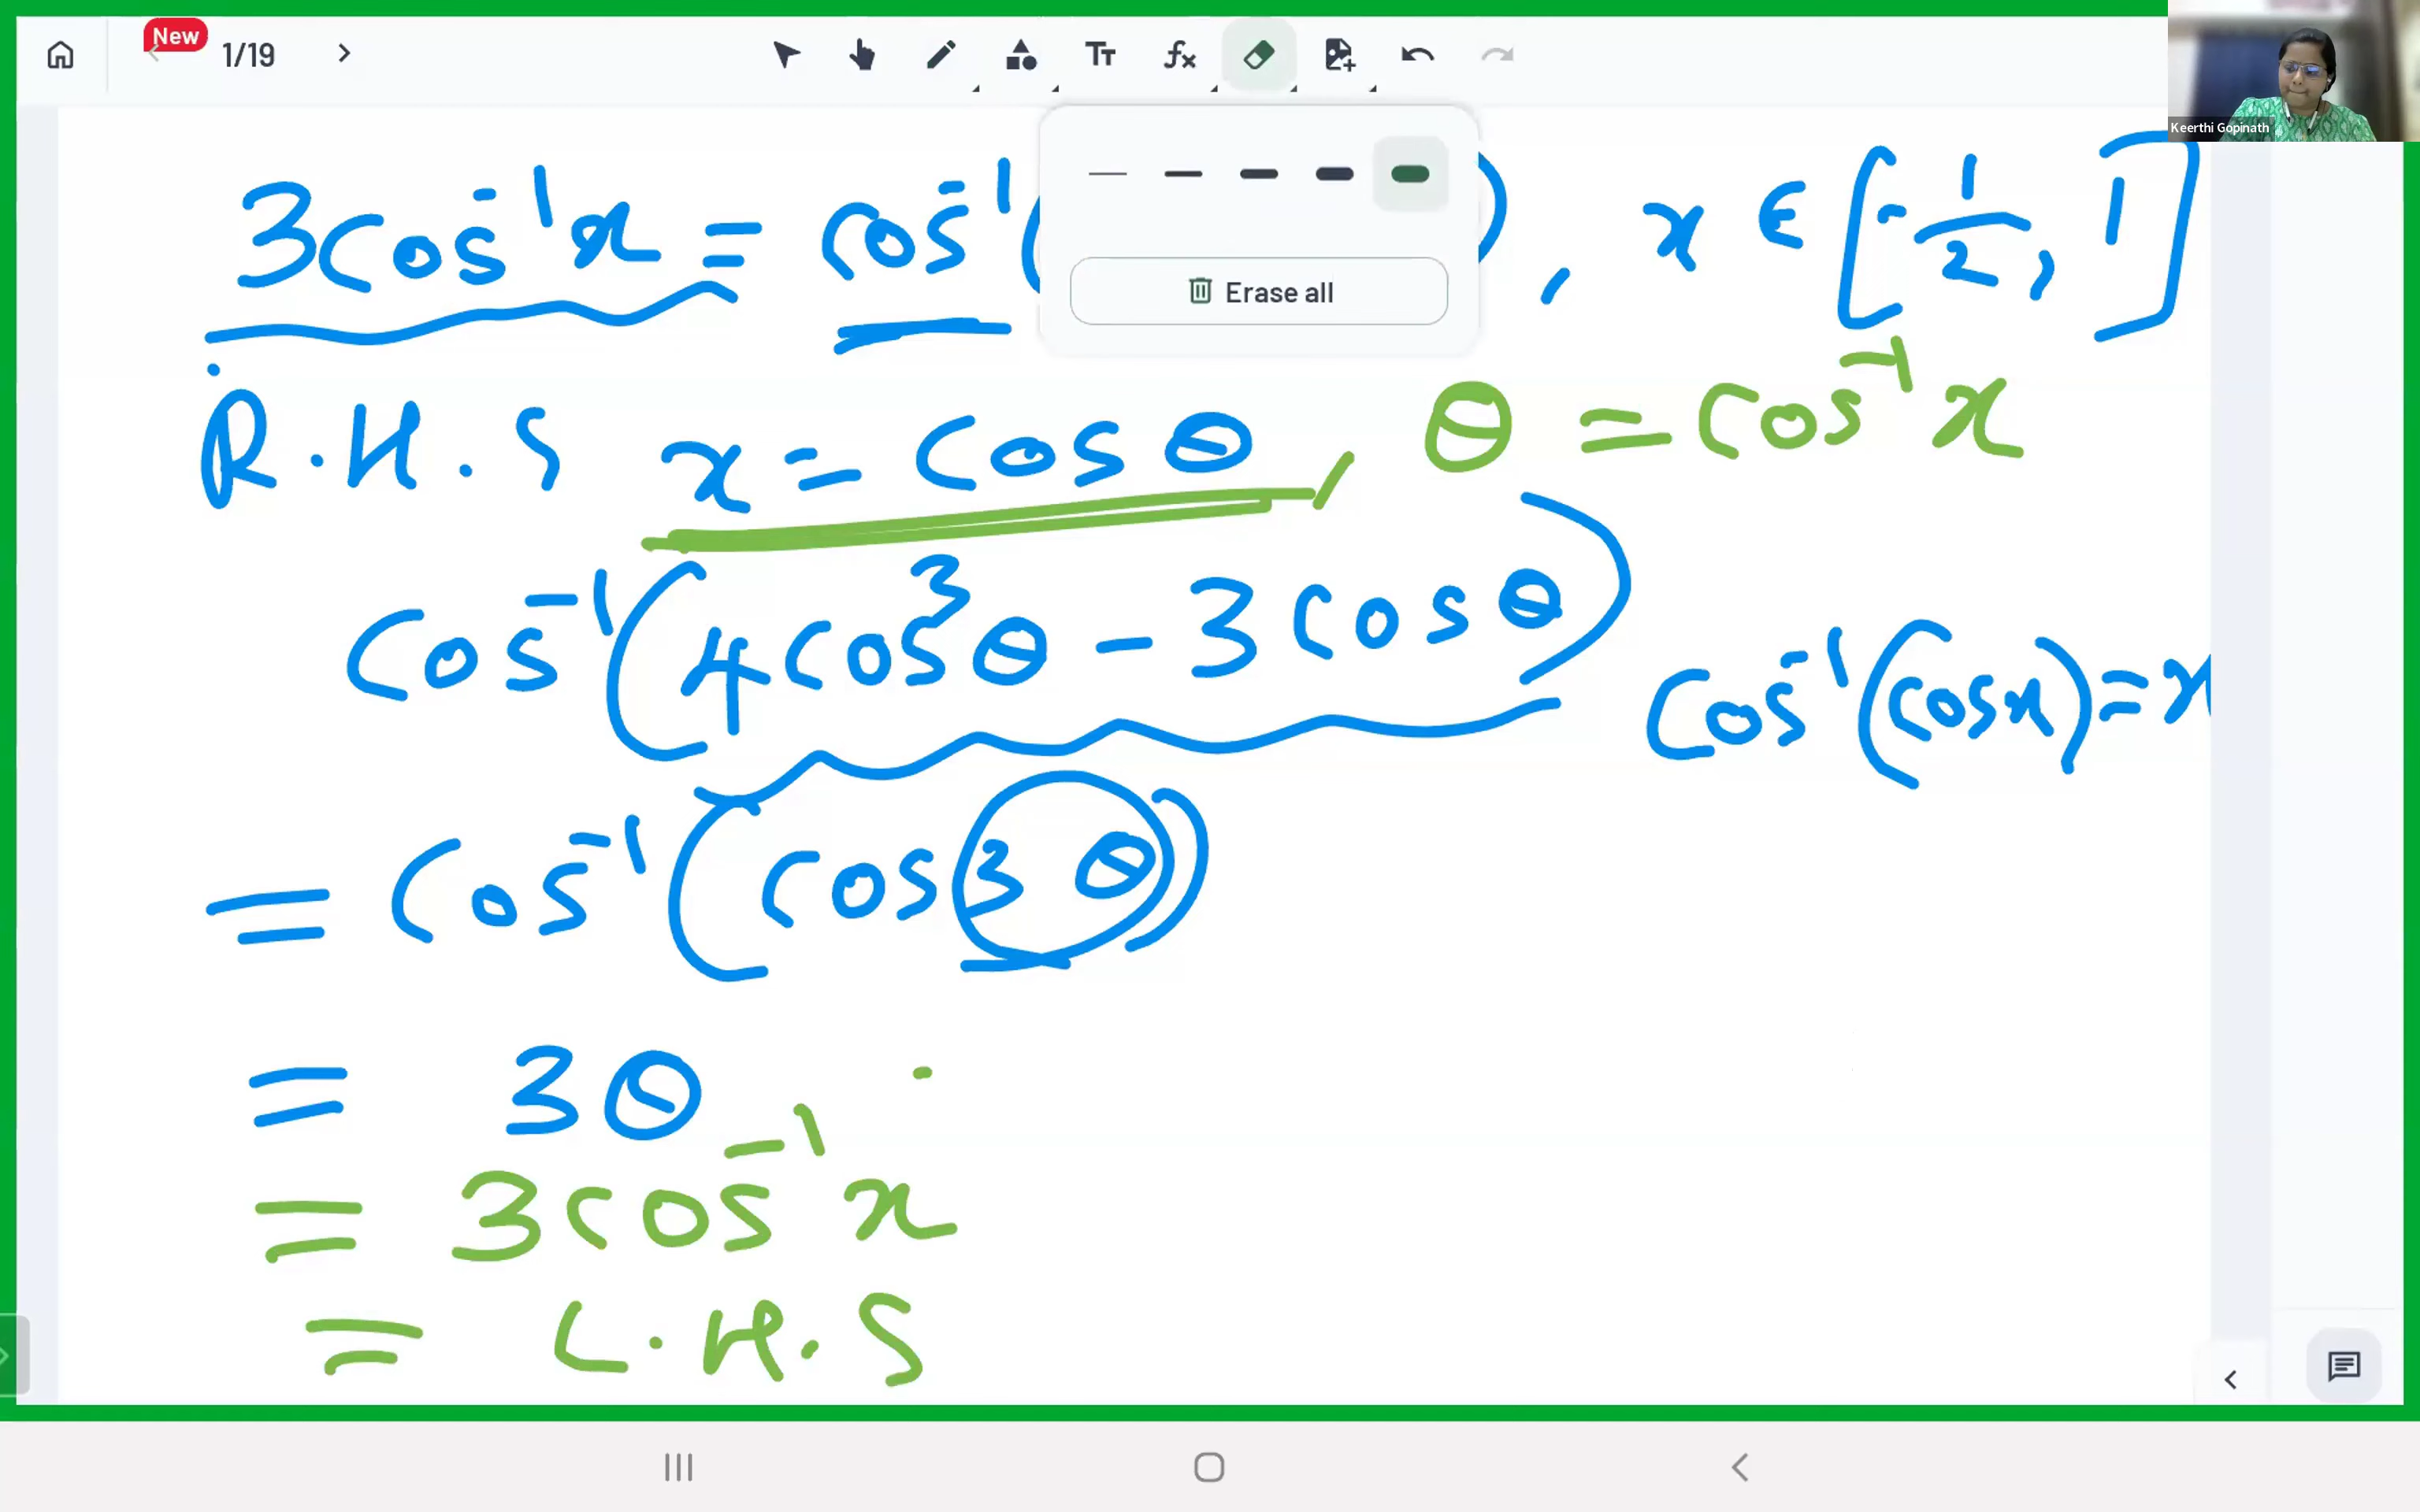 New
1/19
Keerthi Gopinath
Erase all
3cos⁻¹x = cos⁻¹( ) , x ∈ [-1/2, 1]
R.H.S x = cos θ, θ = cos⁻¹ x
cos⁻¹(4cos³θ - 3cosθ)
cos⁻¹(cosx) = x
= cos⁻¹(cos3θ)
= 3θ
= 3cos⁻¹x
= L.H.S